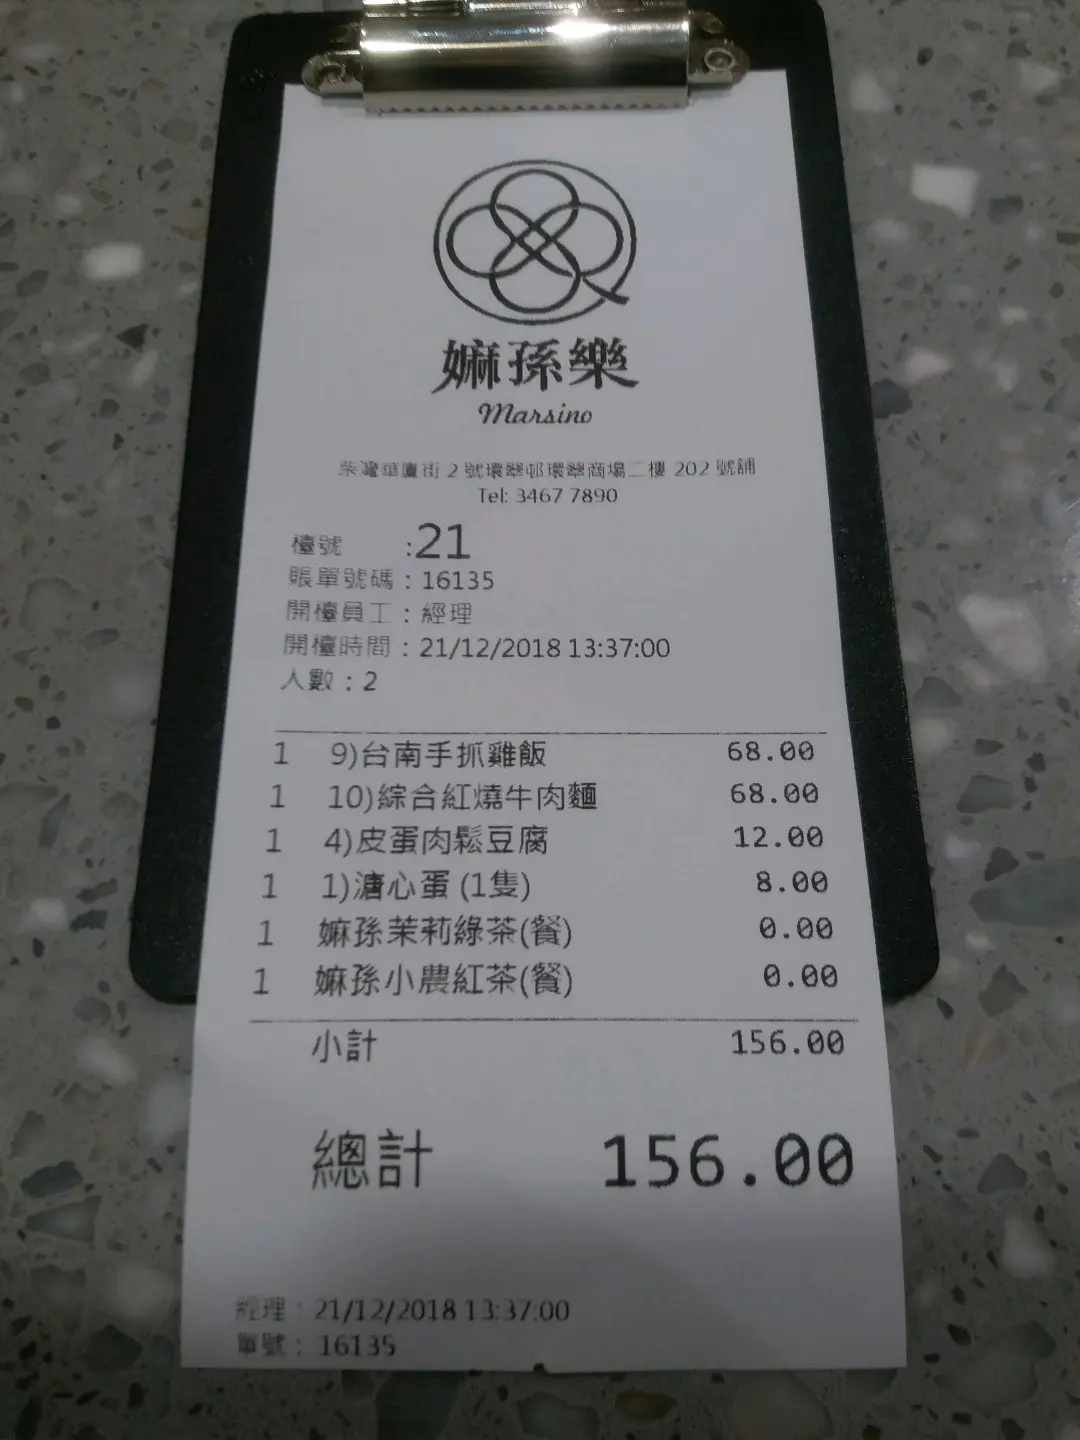 嫲孫樂
Marsino
柴灣華廈街 2 號環翠邨環翠商場二樓 202 號舖
Tel: 3467 7890
檯號 :21
賬單號碼 : 16135
開檯員工 : 經理
開檯時間 : 21/12/2018 13:37:00
人數 : 2
1 9)台南手抓雞飯 68.00
1 10)綜合紅燒牛肉麵 68.00
1 4)皮蛋肉鬆豆腐 12.00
1 1)溏心蛋 (1隻) 8.00
1 嫲孫茉莉綠茶(餐) 0.00
1 嫲孫小農紅茶(餐) 0.00
小計 156.00
總計 156.00
經理 : 21/12/2018 13:37:00
單號 : 16135